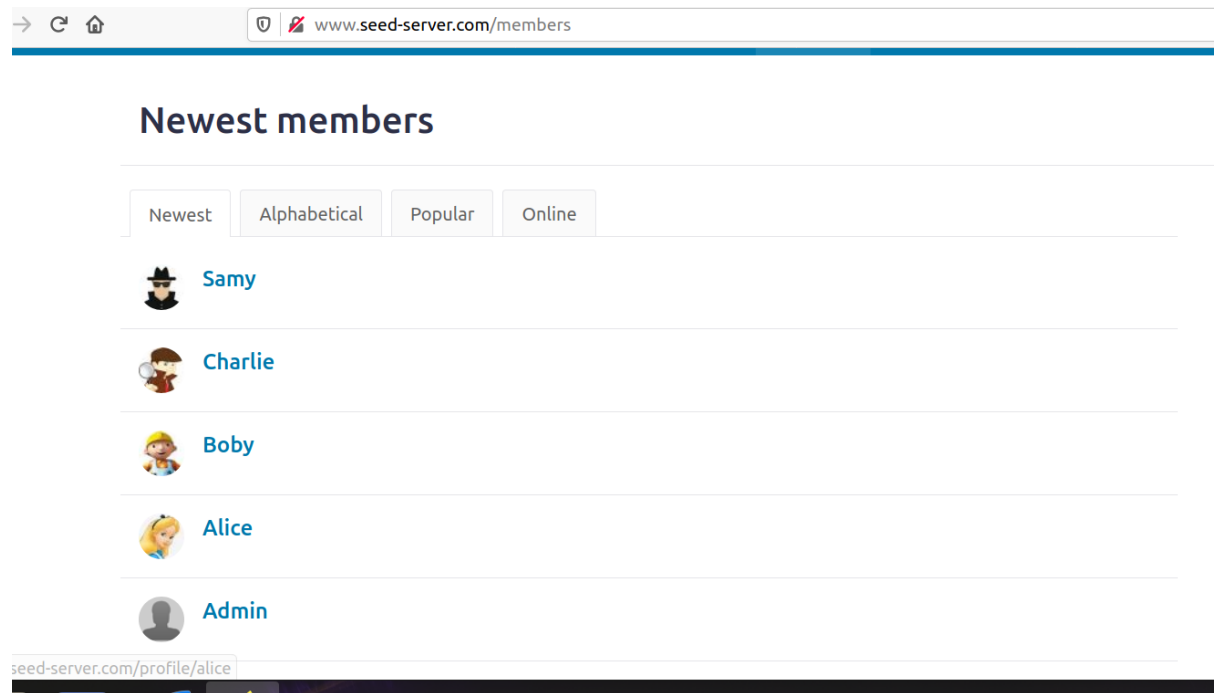 www.seed-server.com/members
Newest members
Newest Alphabetical Popular Online
Samy
Charlie
Boby
Alice
Admin
seed-server.com/profile/alice